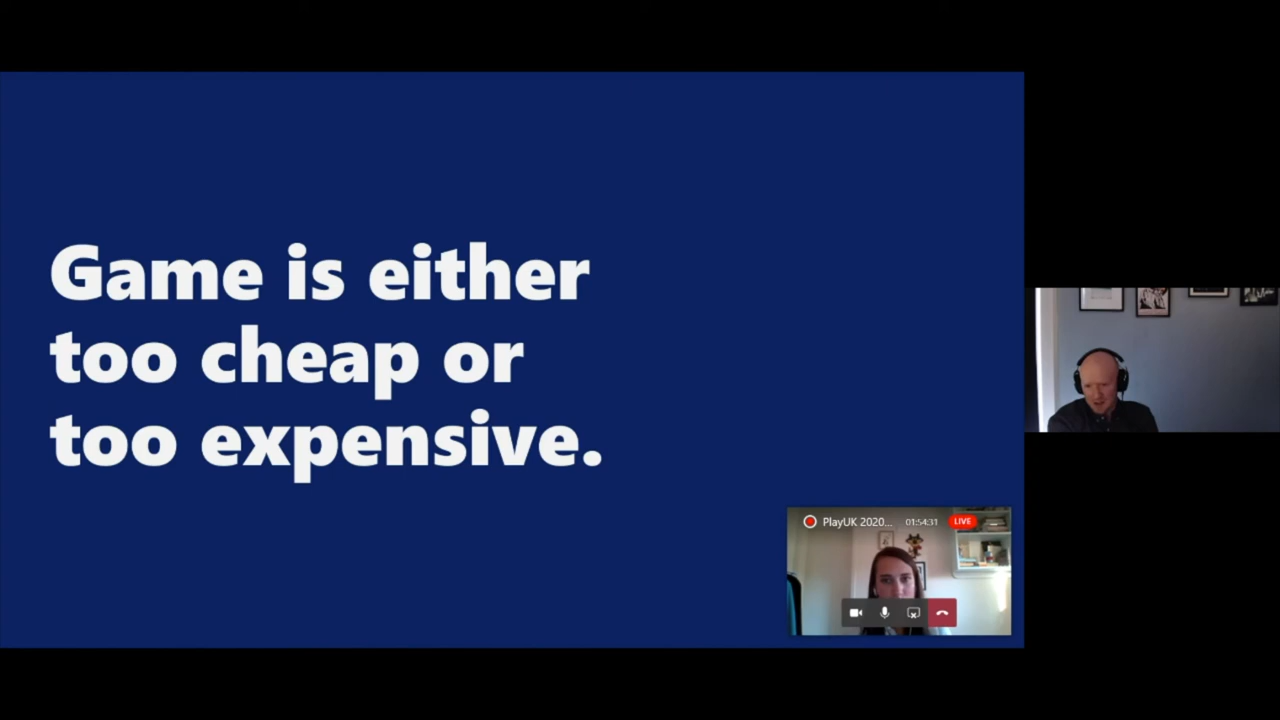 Game is either
too cheap or
too expensive.
PlayUK 2020... 01:54:31 LIVE